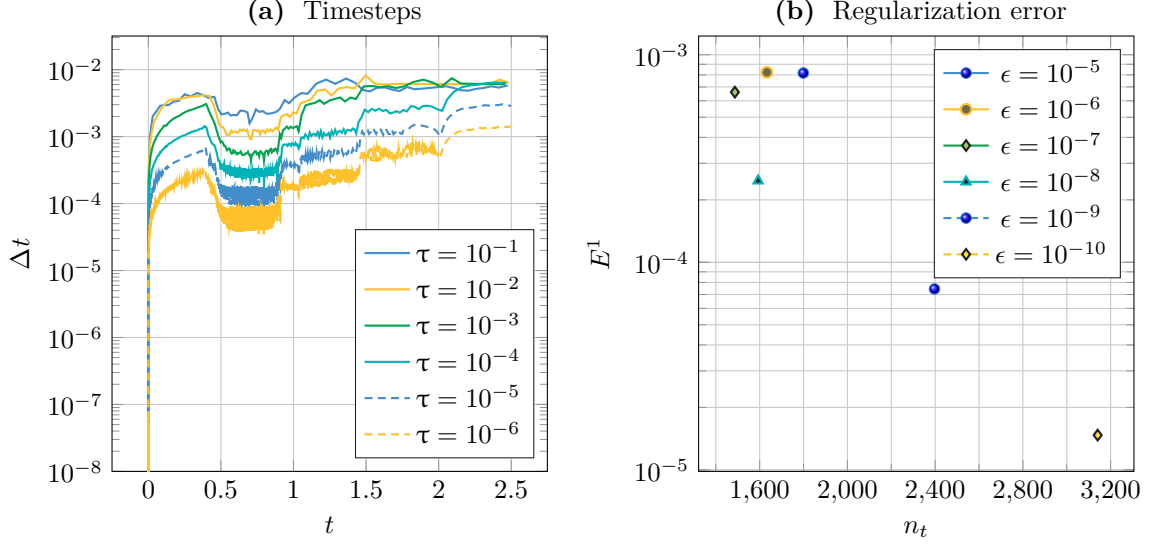 (a) Timesteps
10⁻²
10⁻³
10⁻⁴
10⁻⁵
10⁻⁶
10⁻⁷
10⁻⁸
Δt
0 0.5 1 1.5 2 2.5
t
τ = 10⁻¹
τ = 10⁻²
τ = 10⁻³
τ = 10⁻⁴
τ = 10⁻⁵
τ = 10⁻⁶
(b) Regularization error
10⁻³
10⁻⁴
10⁻⁵
E¹
1,600 2,000 2,400 2,800 3,200
nₜ
ϵ = 10⁻⁵
ϵ = 10⁻⁶
ϵ = 10⁻⁷
ϵ = 10⁻⁸
ϵ = 10⁻⁹
ϵ = 10⁻¹⁰